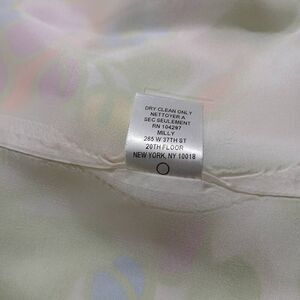 DRY CLEAN ONLY
NETTOYER A
SEC SEULEMENT
RN 104297
MILLY
265 W 37TH ST
20TH FLOOR
NEW YORK, NY 10018